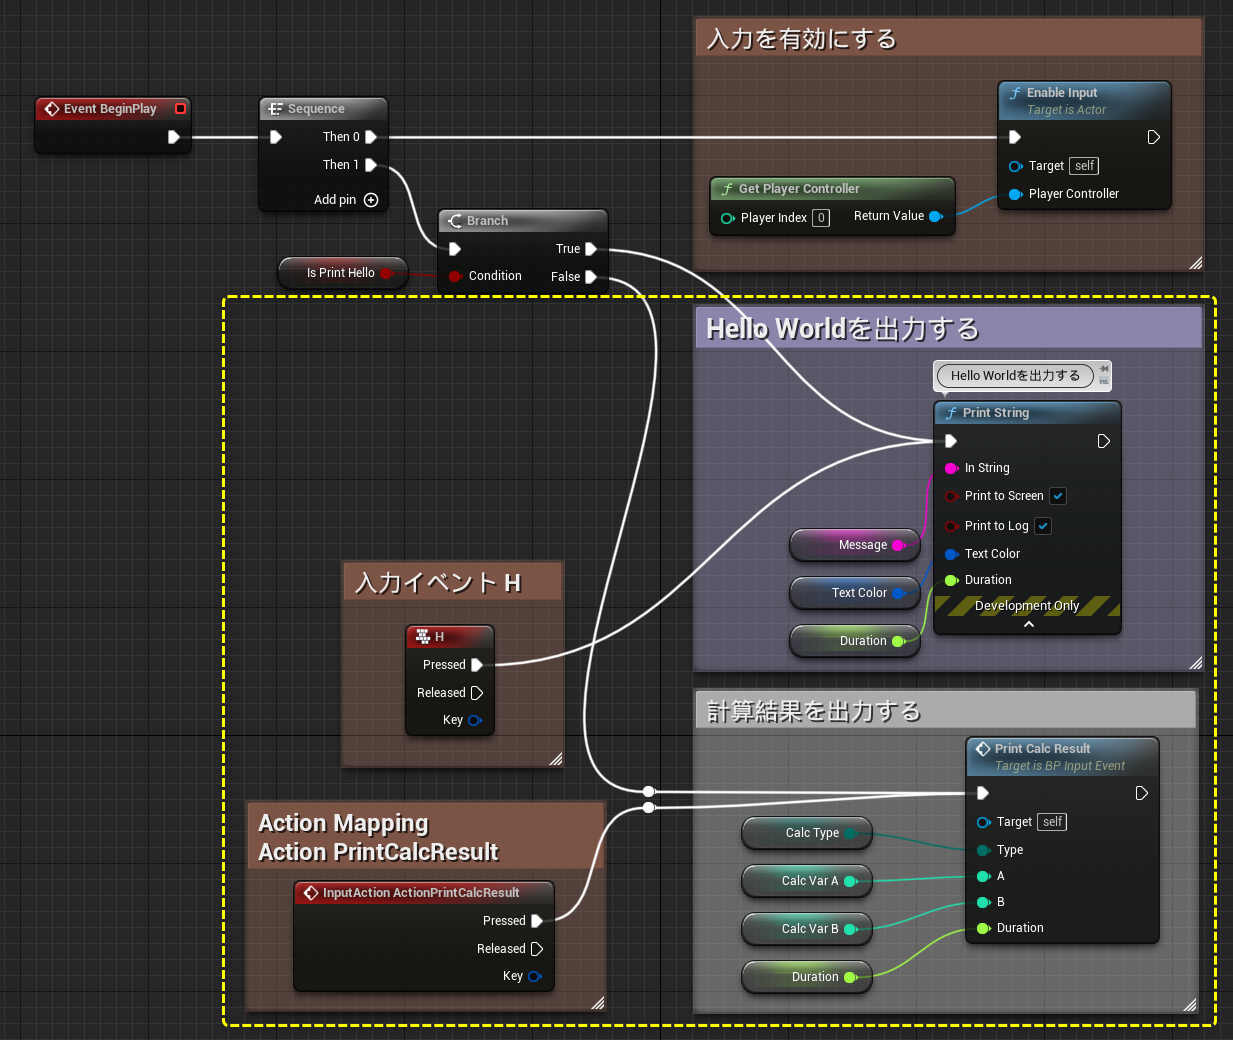 入力を有効にする
Event BeginPlay
Sequence
Then 0
Then 1
Add pin
Enable Input
Target is Actor
Target self
Player Controller
Get Player Controller
Player Index 0
Return Value
Branch
True
Condition
False
Is Print Hello
Hello Worldを出力する
Hello Worldを出力する
Print String
In String
Print to Screen
Print to Log
Text Color
Duration
Development Only
Message
Text Color
Duration
入力イベント H
H
Pressed
Released
Key
計算結果を出力する
Print Calc Result
Target is BP Input Event
Target self
Type
A
B
Duration
Calc Type
Calc Var A
Calc Var B
Duration
Action Mapping
Action PrintCalcResult
InputAction ActionPrintCalcResult
Pressed
Released
Key